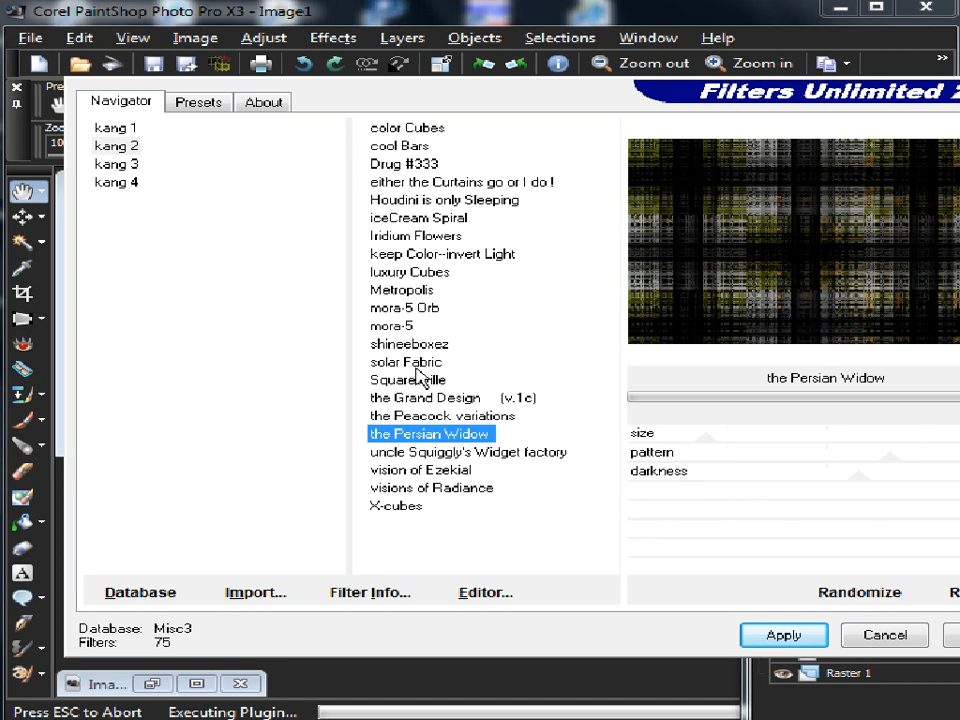 Corel PaintShop Photo Pro X3 - Image1
File Edit View Image Adjust Effects Layers Objects Selections Window Help
Zoom out Zoom in
Pre
Zoo
10
Navigator Presets About
Filters Unlimited
kang 1
kang 2
kang 3
kang 4
color Cubes
cool Bars
Drug #333
either the Curtains go or I do !
Houdini is only Sleeping
iceCream Spiral
Iridium Flowers
keep Color--invert Light
luxury Cubes
Metropolis
mora-5 Orb
mora-5
shineeboxez
solar Fabric
the Grand Design (v.1c)
the Peacock variations
the Persian Widow
uncle Squiggly's Widget factory
vision of Ezekial
visions of Radiance
X-cubes
the Persian Widow
size
pattern
darkness
Database Import... Filter Info... Editor... Randomize R
Database: Misc3
Filters: 75
Apply Cancel
Ima...
Raster 1
Press ESC to Abort Executing Plugin...